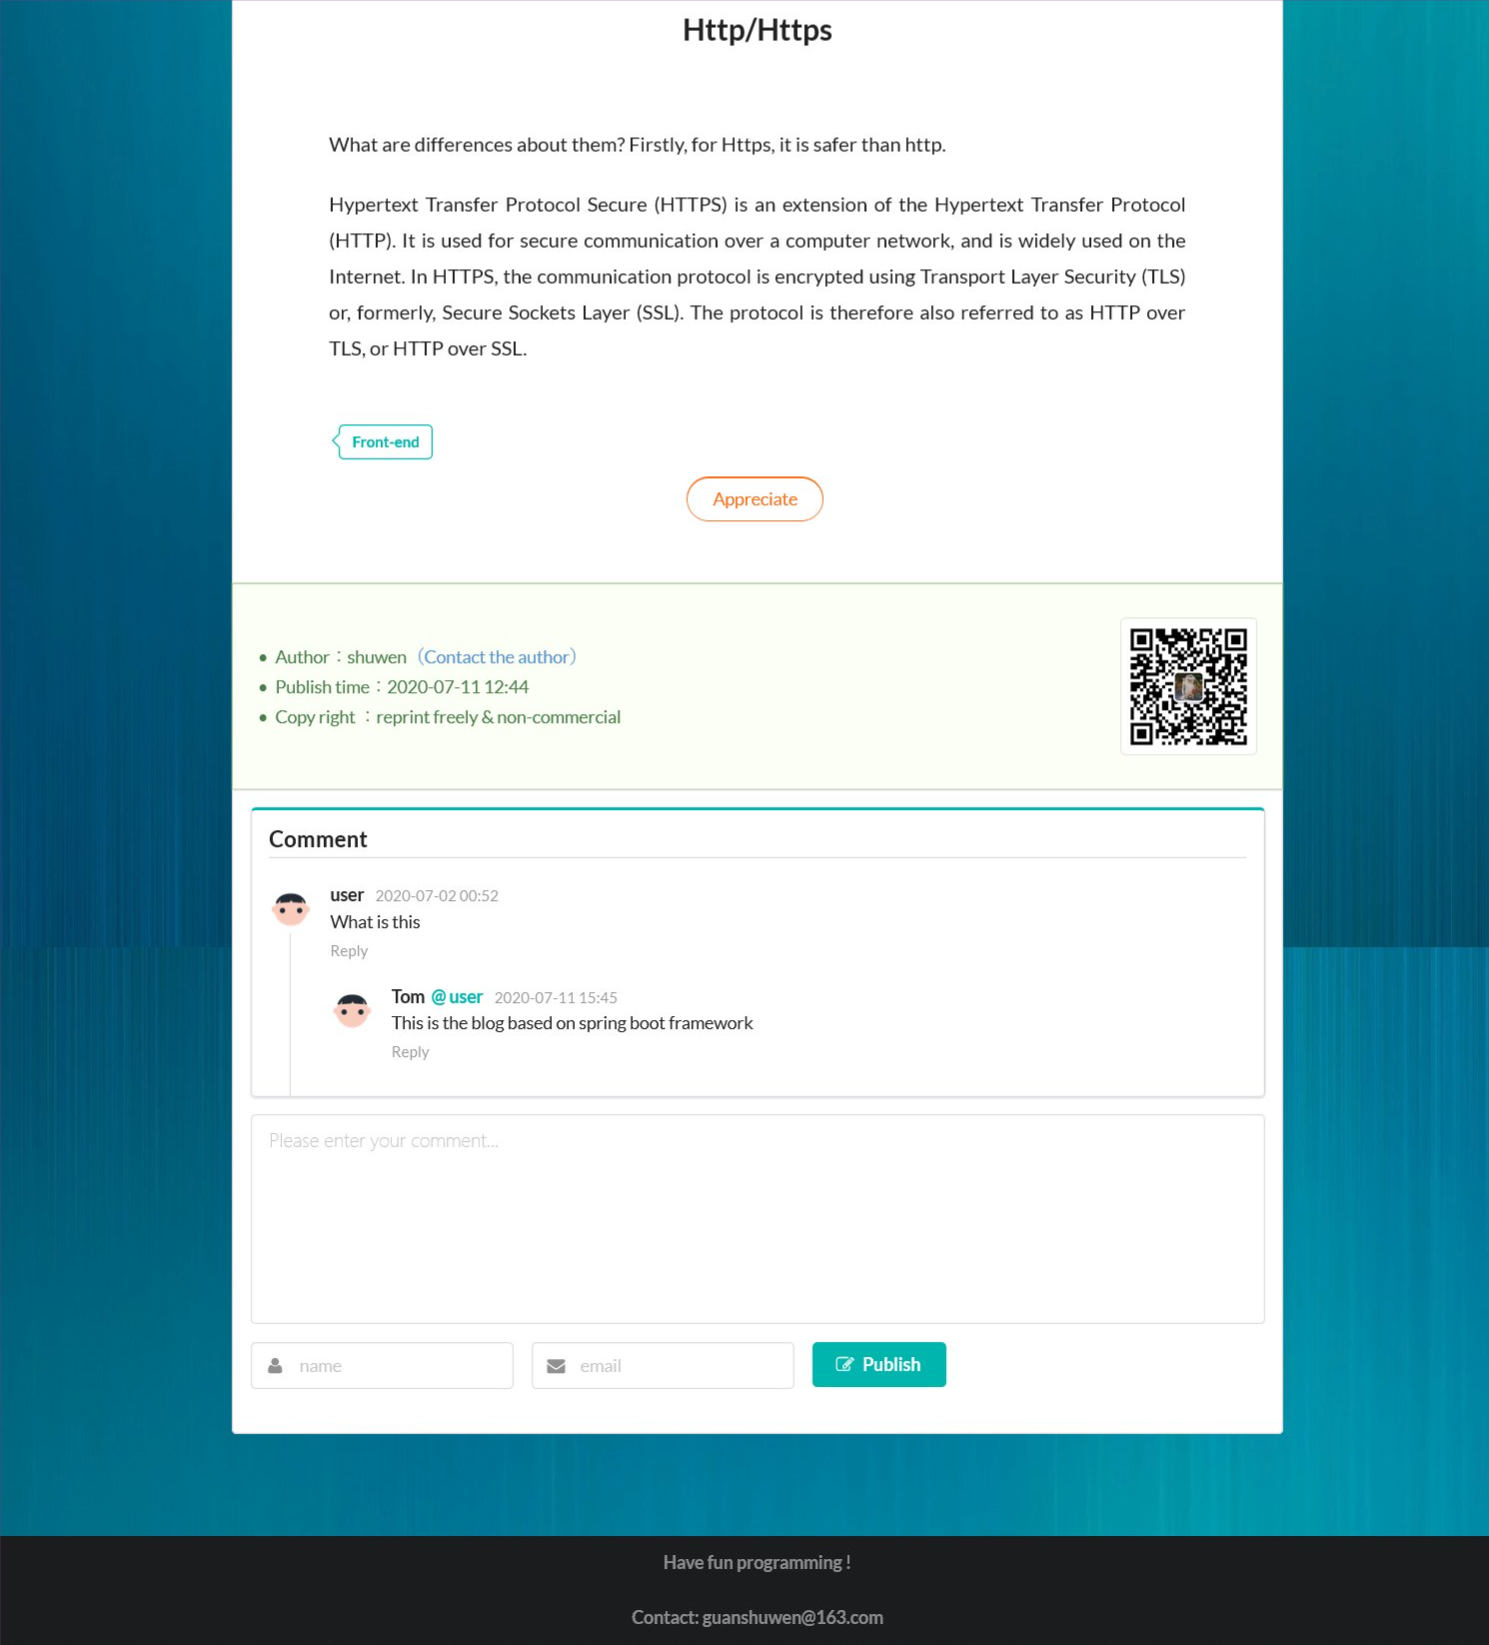 Http/Https
What are differences about them? Firstly, for Https, it is safer than http.
Hypertext Transfer Protocol Secure (HTTPS) is an extension of the Hypertext Transfer Protocol
(HTTP). It is used for secure communication over a computer network, and is widely used on the
Internet. In HTTPS, the communication protocol is encrypted using Transport Layer Security (TLS)
or, formerly, Secure Sockets Layer (SSL). The protocol is therefore also referred to as HTTP over
TLS, or HTTP over SSL.
Front-end
Appreciate
• Author：shuwen（Contact the author）
• Publish time：2020-07-11 12:44
• Copy right ：reprint freely & non-commercial
Comment
user 2020-07-02 00:52
What is this
Reply
Tom @user 2020-07-11 15:45
This is the blog based on spring boot framework
Reply
Please enter your comment...
name email Publish
Have fun programming !
Contact: guanshuwen@163.com